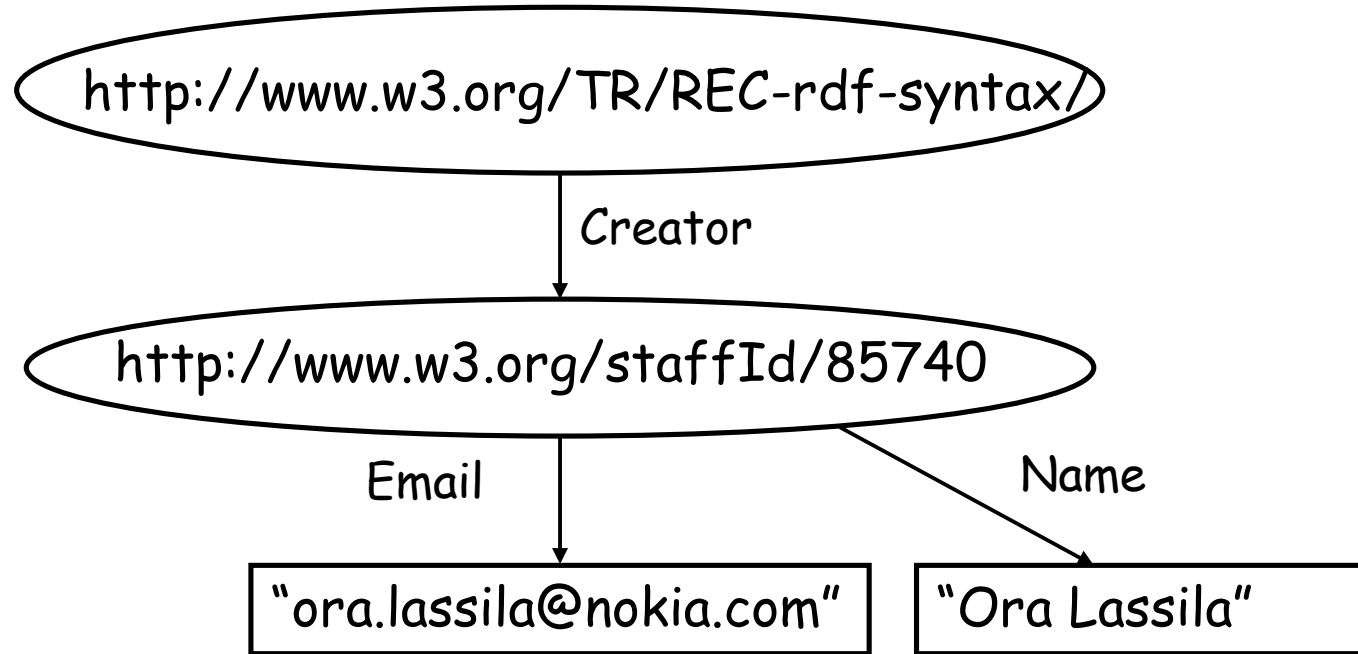 http://www.w3.org/TR/REC-rdf-syntax/
Creator
http://www.w3.org/staffId/85740
Email
Name
“ora.lassila@nokia.com”
“Ora Lassila”